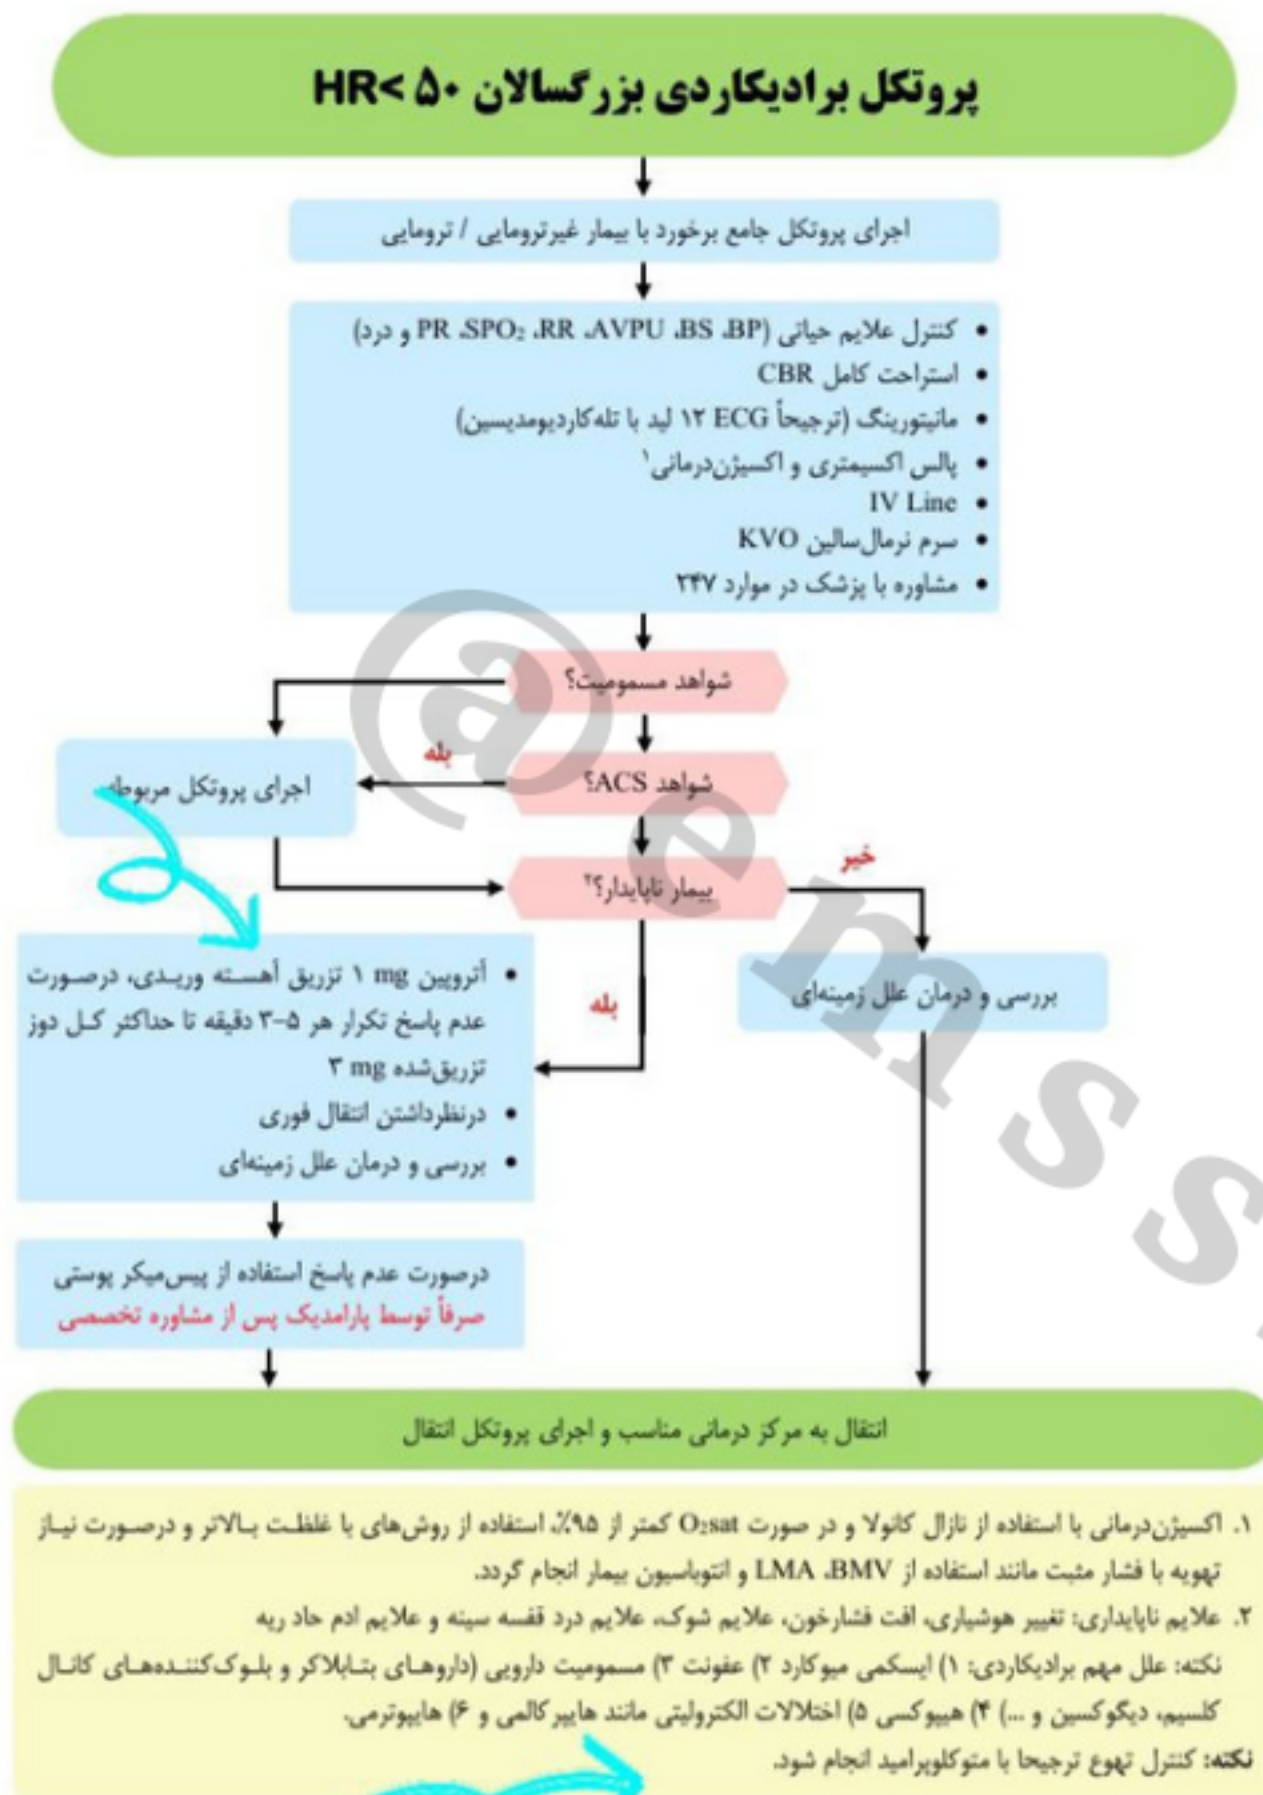 پروتکل برادیکاردی بزرگسالان HR< ۵۰
اجرای پروتکل جامع برخورد با بیمار غیرترومایی / ترومایی
• کنترل علایم حیاتی (PR ،SPO₂ ،RR ،AVPU ،BS ،BP و درد)
• استراحت کامل CBR
• مانیتورینگ (ترجیحاً ECG ۱۲ لید با تله‌کاردیومدیسین)
• پالس اکسیمتری و اکسیژن‌درمانی۱
• IV Line
• سرم نرمال‌سالین KVO
• مشاوره با پزشک در موارد ۲۴۷
شواهد مسمومیت؟
شواهد ACS؟
بله
اجرای پروتکل مربوطه
بیمار ناپایدار؟۲
خیر
بله
بررسی و درمان علل زمینه‌ای
• آتروپین ۱ mg تزریق آهسته وریدی، درصورت
عدم پاسخ تکرار هر ۵-۳ دقیقه تا حداکثر کل دوز
تزریق‌شده ۳ mg
• درنظرداشتن انتقال فوری
• بررسی و درمان علل زمینه‌ای
درصورت عدم پاسخ استفاده از پیس‌میکر پوستی
صرفاً توسط پارامدیک پس از مشاوره تخصصی
انتقال به مرکز درمانی مناسب و اجرای پروتکل انتقال
۱. اکسیژن‌درمانی با استفاده از نازال کانولا و در صورت O₂sat کمتر از ۹۵٪، استفاده از روش‌های با غلظت بالاتر و درصورت نیاز
تهویه با فشار مثبت مانند استفاده از LMA ،BMV و انتوباسیون بیمار انجام گردد.
۲. علایم ناپایداری: تغییر هوشیاری، افت فشارخون، علایم شوک، علایم درد قفسه سینه و علایم ادم حاد ریه
نکته: علل مهم برادیکاردی: ۱) ایسکمی میوکارد ۲) عفونت ۳) مسمومیت دارویی (داروهای بتابلاکر و بلوک‌کننده‌های کانال
کلسیم، دیگوکسین و ...) ۴) هیپوکسی ۵) اختلالات الکترولیتی مانند هایپرکالمی و ۶) هایپوترمی.
نکته: کنترل تهوع ترجیحا با متوکلوپرامید انجام شود.
@emss